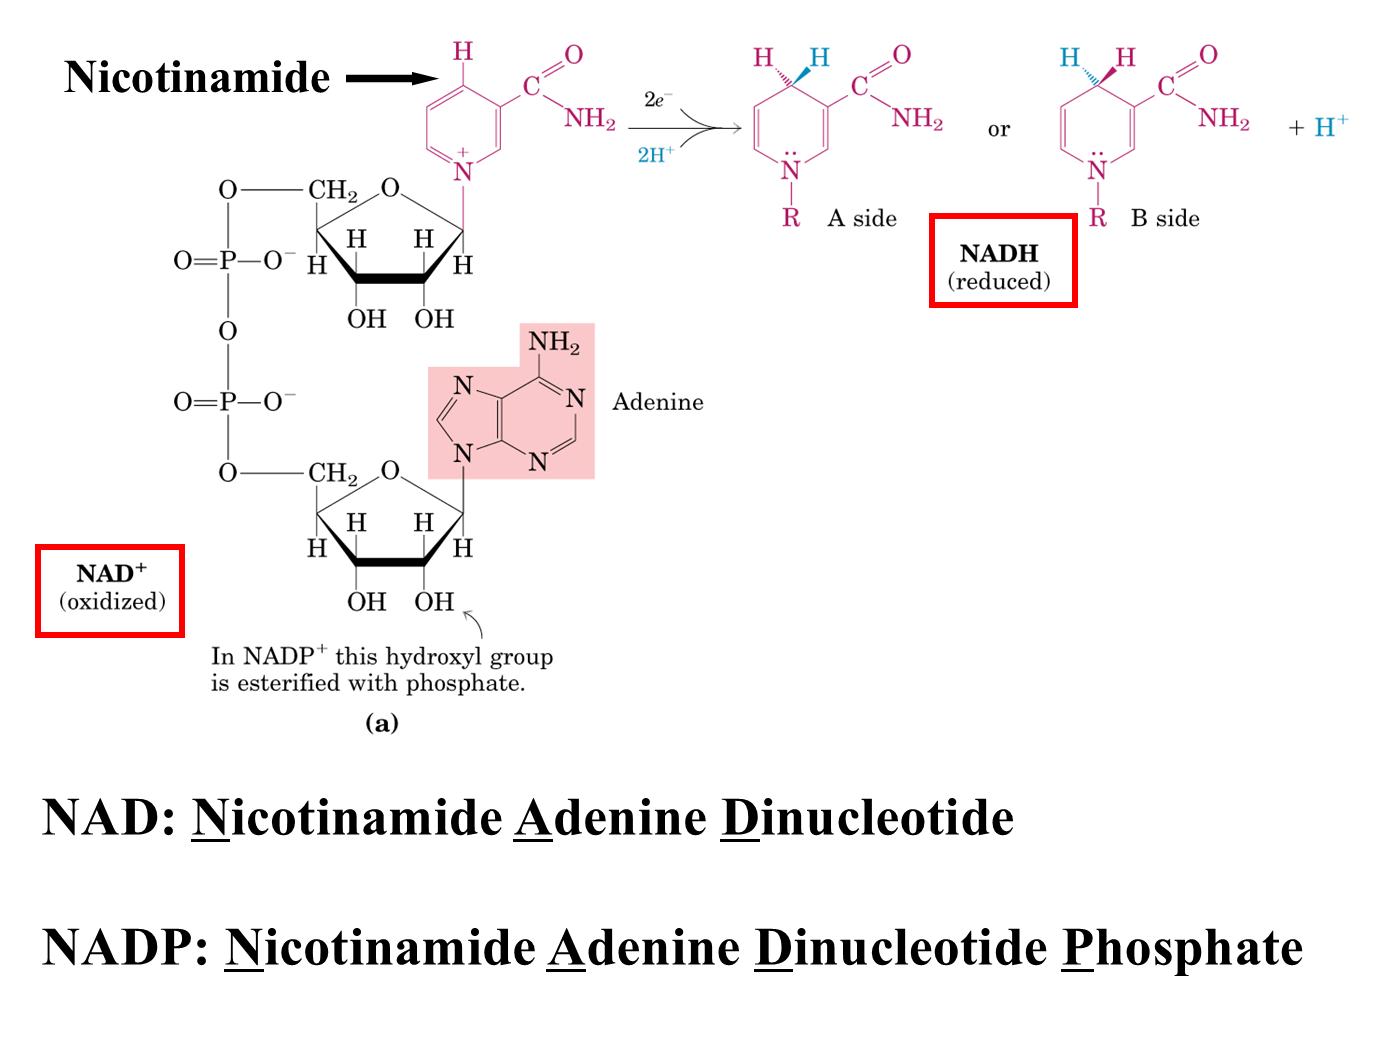 Nicotinamide
H
O
C
NH₂
+
N
2e⁻
2H⁺
H H
O
C
NH₂
N
R
A side
or
H H
O
C
NH₂
N
R
B side
+ H⁺
NADH
(reduced)
O
CH₂
O
H H
O=P—O⁻
H
H
OH OH
O
O=P—O⁻
NH₂
N
N
N
N
Adenine
O
CH₂
O
H H
H
H
OH OH
NAD⁺
(oxidized)
In NADP⁺ this hydroxyl group
is esterified with phosphate.
(a)
NAD: Nicotinamide Adenine Dinucleotide
NADP: Nicotinamide Adenine Dinucleotide Phosphate